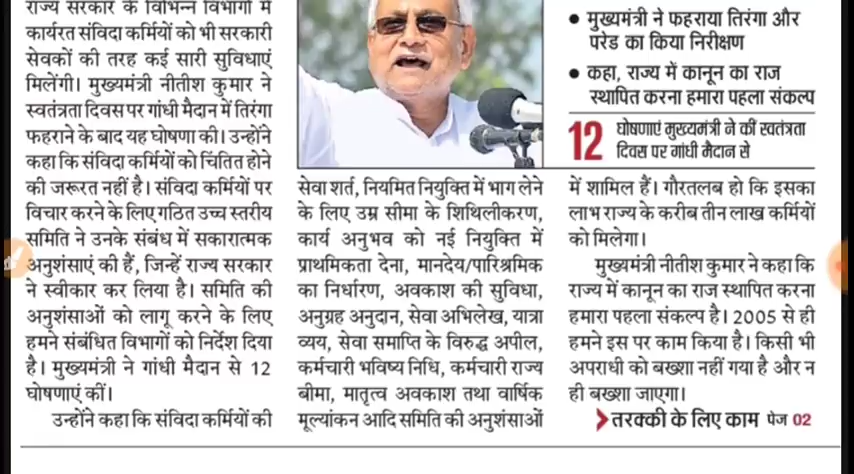 राज्य सरकार के विभिन्न विभागों में
कार्यरत संविदा कर्मियों को भी सरकारी
सेवकों की तरह कई सारी सुविधाएं
मिलेंगी। मुख्यमंत्री नीतीश कुमार ने
स्वतंत्रता दिवस पर गांधी मैदान में तिरंगा
फहराने के बाद यह घोषणा की। उन्होंने
कहा कि संविदा कर्मियों को चिंतित होने
की जरूरत नहीं है। संविदा कर्मियों पर
विचार करने के लिए गठित उच्च स्तरीय
समिति ने उनके संबंध में सकारात्मक
अनुशंसाएं की हैं, जिन्हें राज्य सरकार
ने स्वीकार कर लिया है। समिति की
अनुशंसाओं को लागू करने के लिए
हमने संबंधित विभागों को निर्देश दिया
है। मुख्यमंत्री ने गांधी मैदान से 12
घोषणाएं कीं।
उन्होंने कहा कि संविदा कर्मियों की
सेवा शर्त, नियमित नियुक्ति में भाग लेने
के लिए उम्र सीमा के शिथिलीकरण,
कार्य अनुभव को नई नियुक्ति में
प्राथमिकता देना, मानदेय/पारिश्रमिक
का निर्धारण, अवकाश की सुविधा,
अनुग्रह अनुदान, सेवा अभिलेख, यात्रा
व्यय, सेवा समाप्ति के विरुद्ध अपील,
कर्मचारी भविष्य निधि, कर्मचारी राज्य
बीमा, मातृत्व अवकाश तथा वार्षिक
मूल्यांकन आदि समिति की अनुशंसाओं
• मुख्यमंत्री ने फहराया तिरंगा और
परेड का किया निरीक्षण
• कहा, राज्य में कानून का राज
स्थापित करना हमारा पहला संकल्प
12 घोषणाएं मुख्यमंत्री ने कीं स्वतंत्रता
दिवस पर गांधी मैदान से
में शामिल हैं। गौरतलब हो कि इसका
लाभ राज्य के करीब तीन लाख कर्मियों
को मिलेगा।
मुख्यमंत्री नीतीश कुमार ने कहा कि
राज्य में कानून का राज स्थापित करना
हमारा पहला संकल्प है। 2005 से ही
हमने इस पर काम किया है। किसी भी
अपराधी को बख्शा नहीं गया है और न
ही बख्शा जाएगा।
तरक्की के लिए काम पेज 02